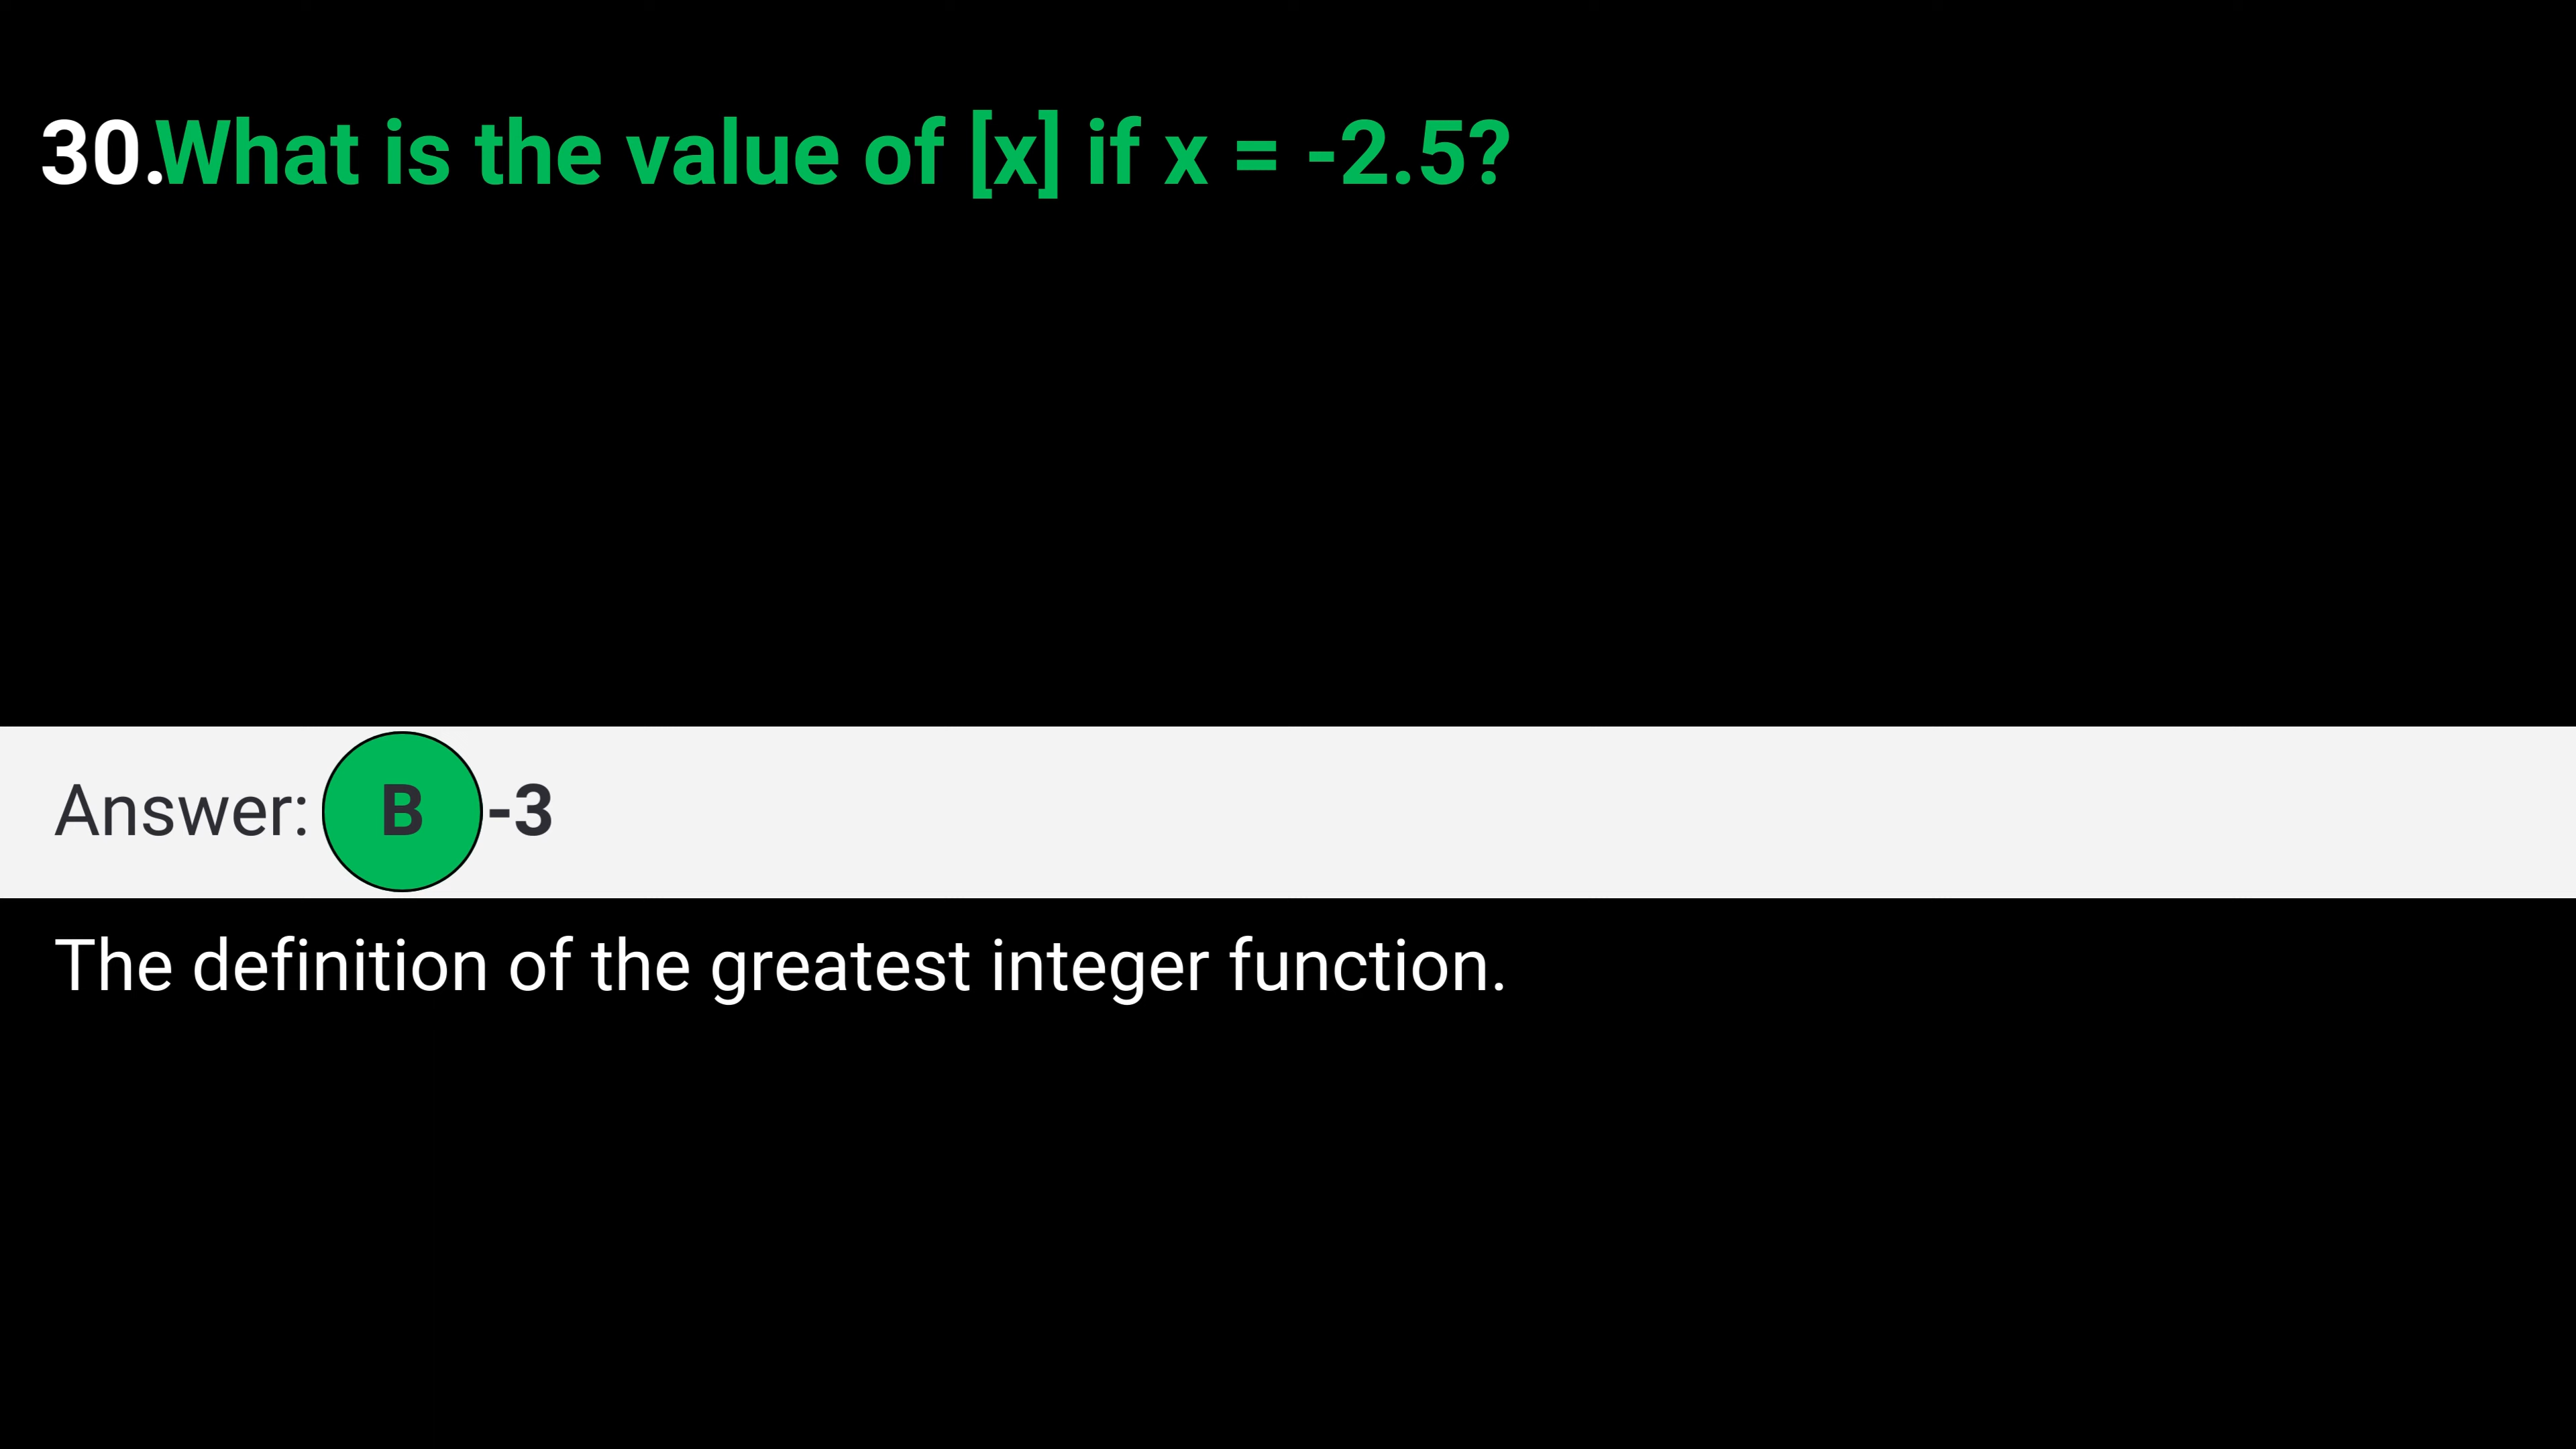 30.What is the value of [x] if x = -2.5?
Answer: B -3
The definition of the greatest integer function.